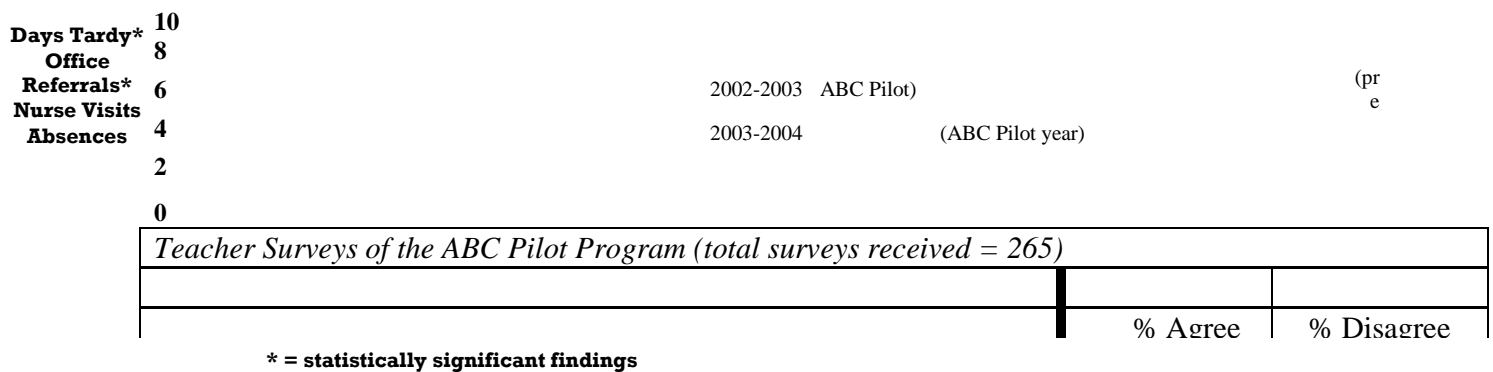 Days Tardy*
Office
Referrals*
Nurse Visits
Absences
10
8
6
4
2
0
2002-2003 ABC Pilot)
(pr
e
2003-2004 (ABC Pilot year)
Teacher Surveys of the ABC Pilot Program (total surveys received = 265)
% Agree % Disagree
* = statistically significant findings